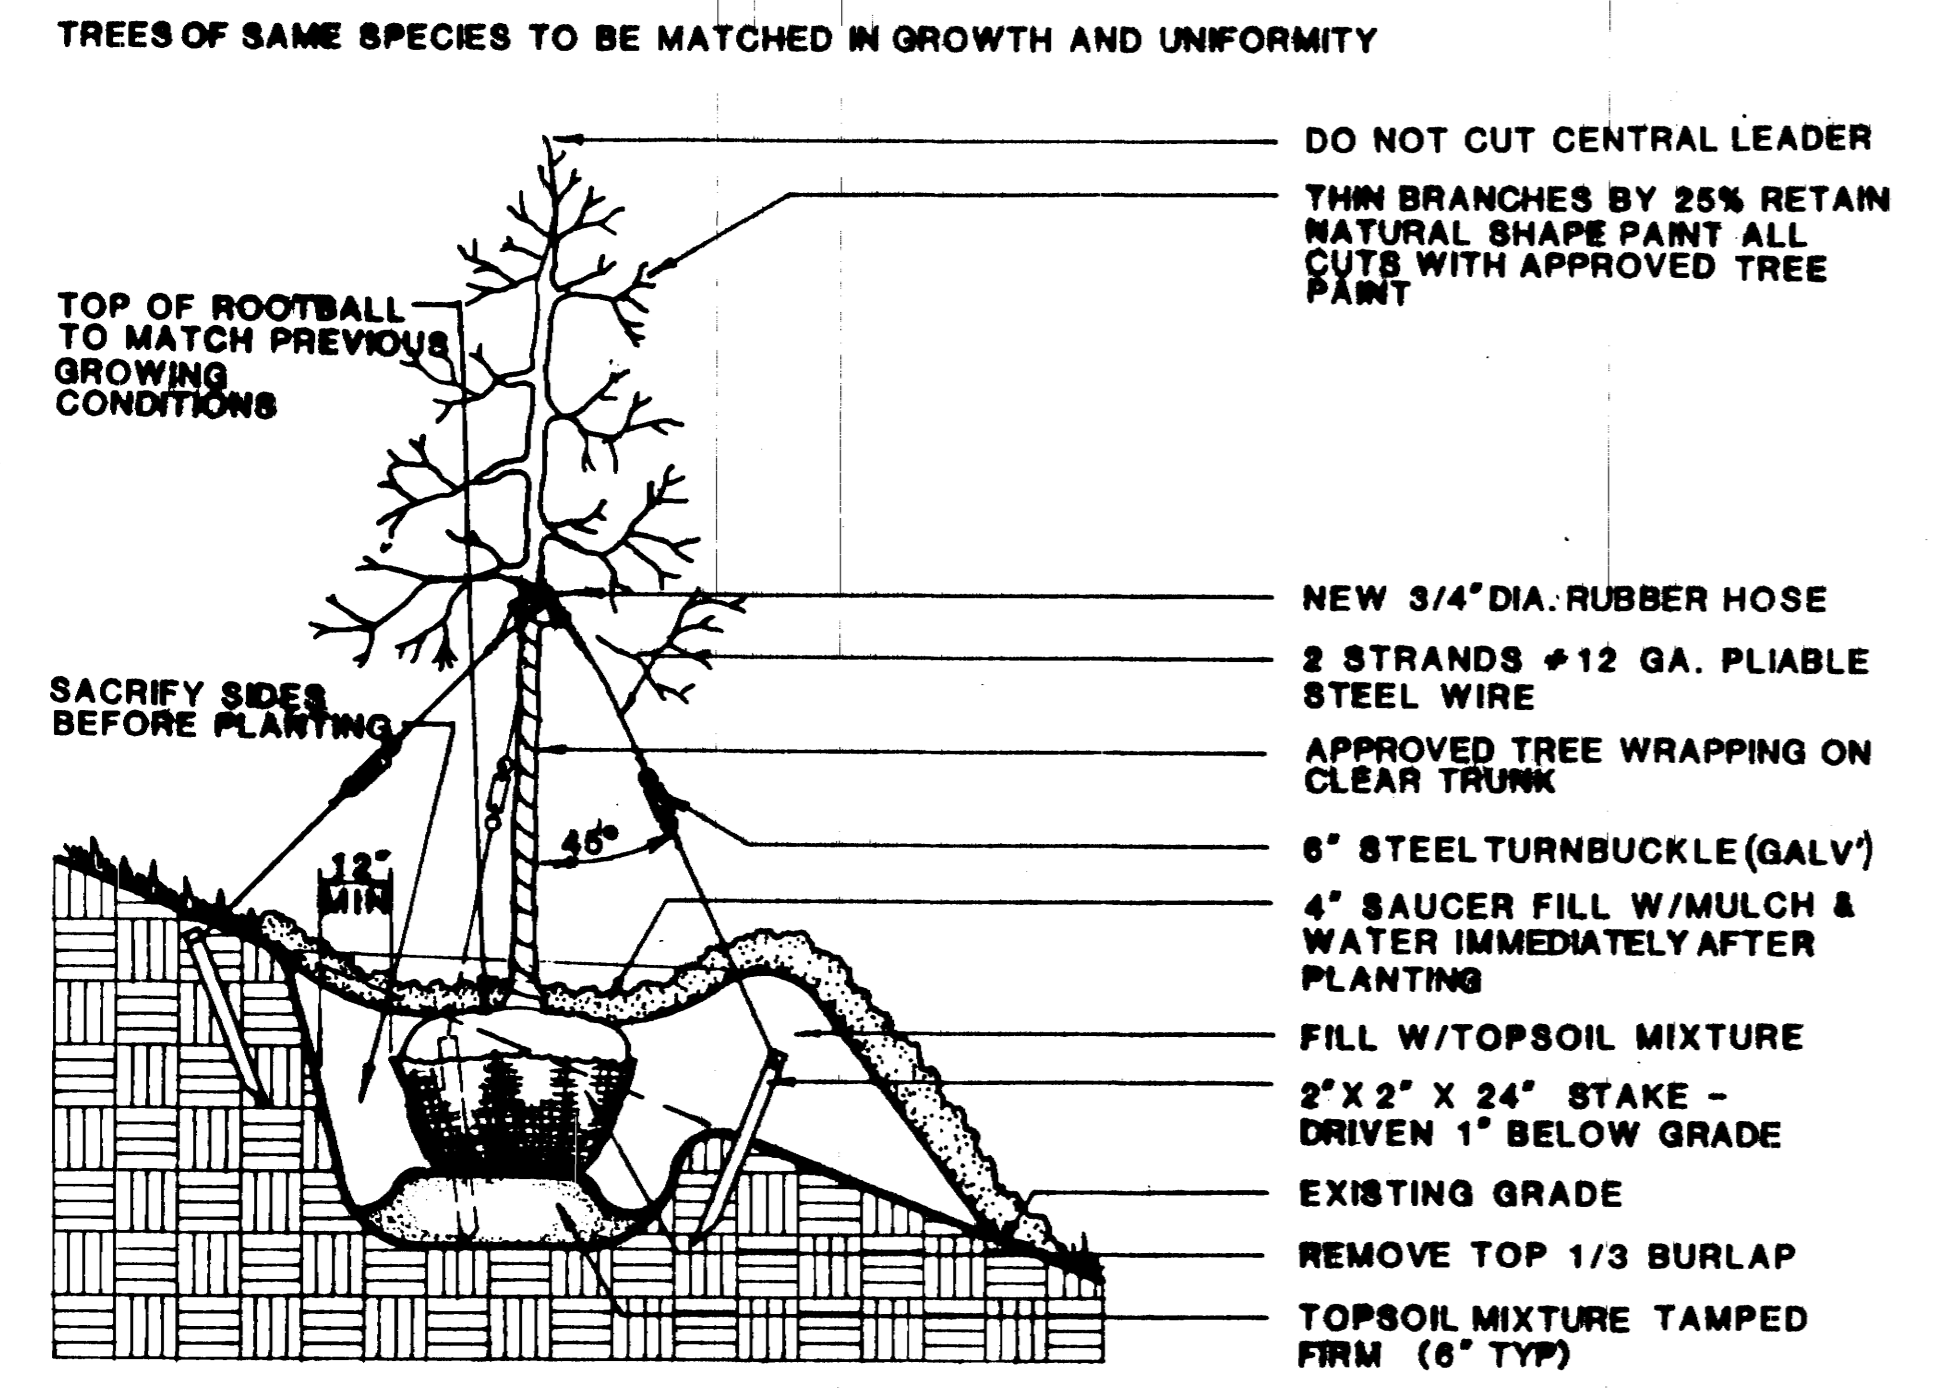 TREES OF SAME SPECIES TO BE MATCHED IN GROWTH AND UNIFORMITY
DO NOT CUT CENTRAL LEADER
THIN BRANCHES BY 25% RETAIN
NATURAL SHAPE PAINT ALL
CUTS WITH APPROVED TREE
PAINT
TOP OF ROOTBALL
TO MATCH PREVIOUS
GROWING
CONDITIONS
NEW 3/4" DIA. RUBBER HOSE
2 STRANDS #12 GA. PLIABLE
STEEL WIRE
SACRIFY SIDES
BEFORE PLANTING
APPROVED TREE WRAPPING ON
CLEAR TRUNK
45°
6" STEEL TURNBUCKLE (GALV')
12"
MIN
4" SAUCER FILL W/MULCH &
WATER IMMEDIATELY AFTER
PLANTING
FILL W/TOPSOIL MIXTURE
2" X 2" X 24" STAKE -
DRIVEN 1" BELOW GRADE
EXISTING GRADE
REMOVE TOP 1/3 BURLAP
TOPSOIL MIXTURE TAMPED
FIRM (6" TYP)